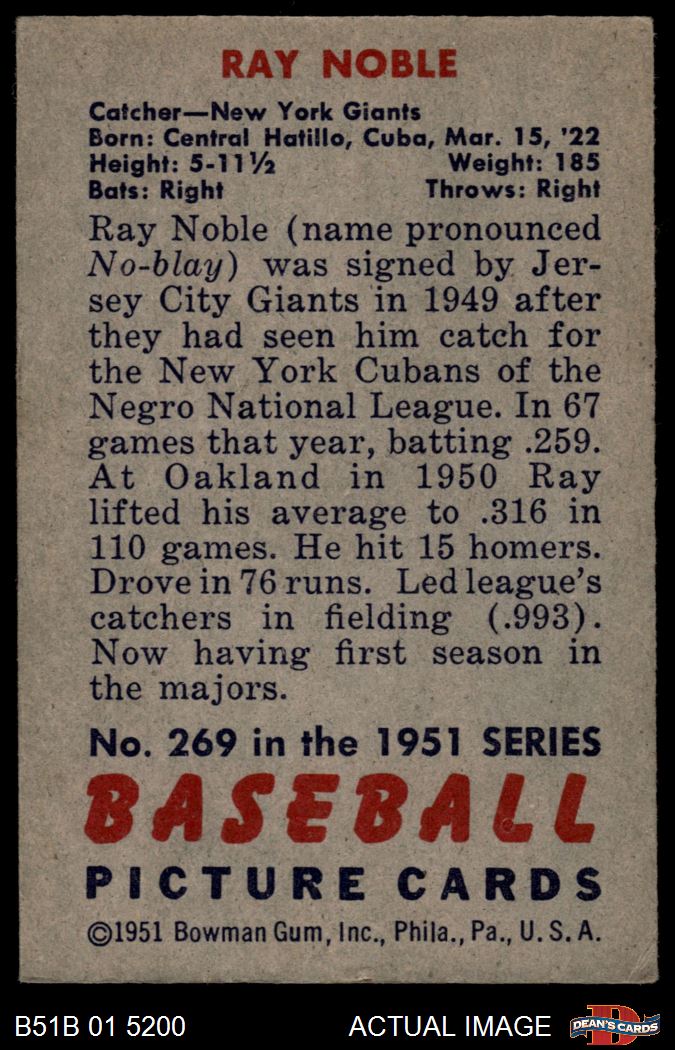 RAY NOBLE
Catcher—New York Giants
Born: Central Hatillo, Cuba, Mar. 15, '22
Height: 5-11½ Weight: 185
Bats: Right Throws: Right
Ray Noble (name pronounced
No-blay) was signed by Jer-
sey City Giants in 1949 after
they had seen him catch for
the New York Cubans of the
Negro National League. In 67
games that year, batting .259.
At Oakland in 1950 Ray
lifted his average to .316 in
110 games. He hit 15 homers.
Drove in 76 runs. Led league's
catchers in fielding (.993).
Now having first season in
the majors.
No. 269 in the 1951 SERIES
BASEBALL
PICTURE CARDS
©1951 Bowman Gum, Inc., Phila., Pa., U. S. A.
B51B 01 5200 ACTUAL IMAGE D DEAN'S CARDS